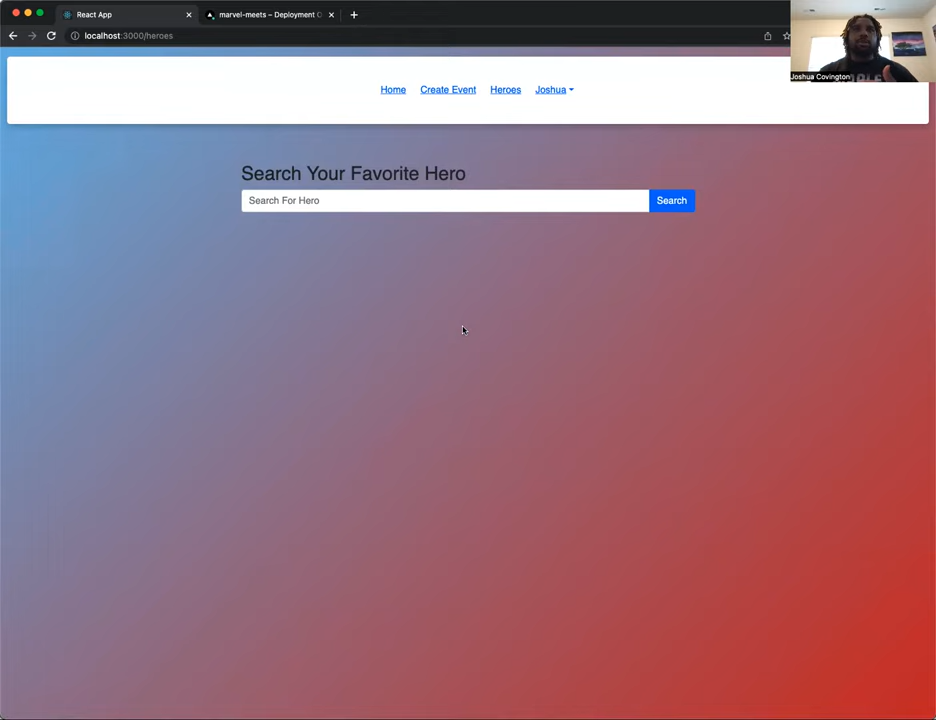 React App
marvel-meets – Deployment
localhost:3000/heroes
Joshua Covington
Home Create Event Heroes Joshua
Search Your Favorite Hero
Search For Hero Search